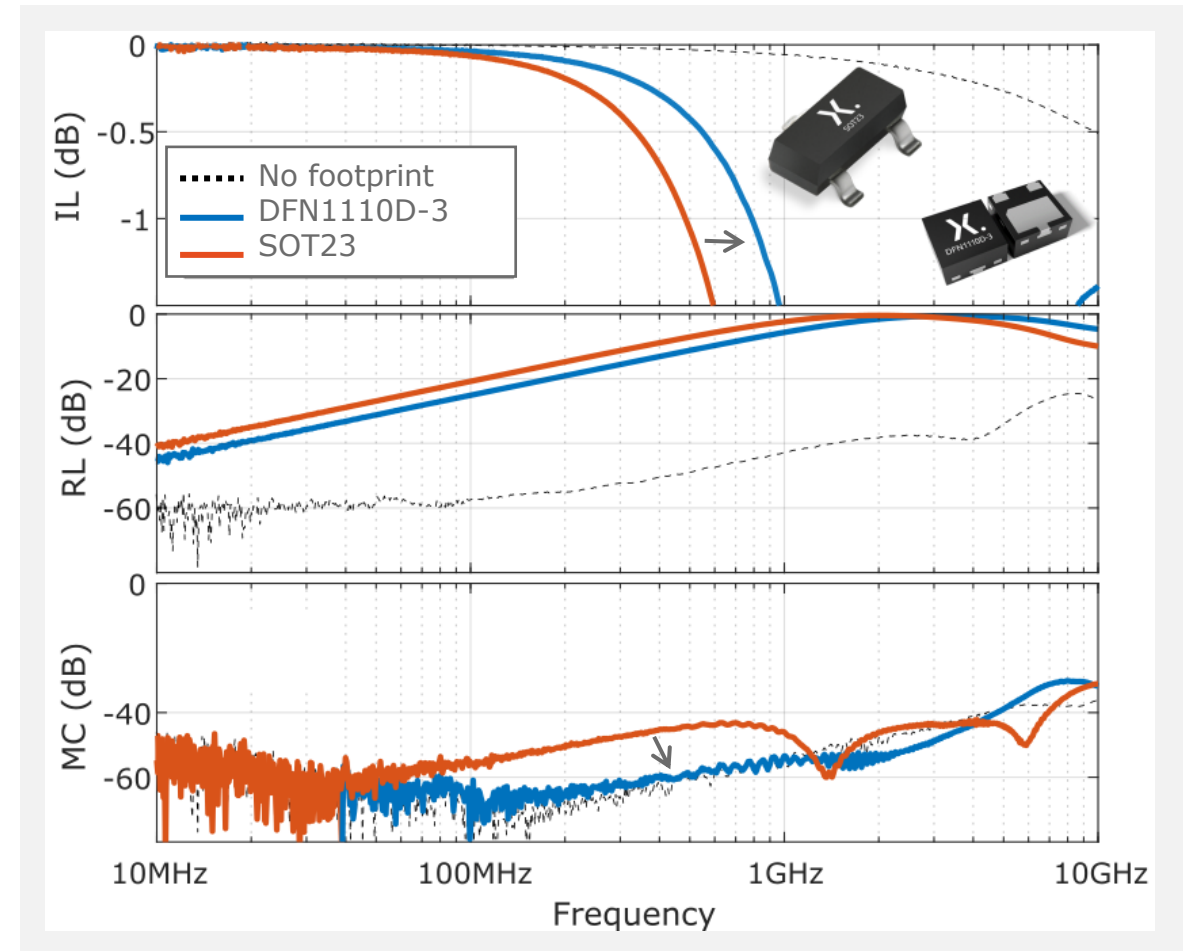 0
-0.5
-1
IL (dB)
No footprint
DFN1110D-3
SOT23
X.
SOT23
X.
DFN1110D-3
0
-20
-40
-60
RL (dB)
0
-40
-60
MC (dB)
10MHz
100MHz
1GHz
10GHz
Frequency